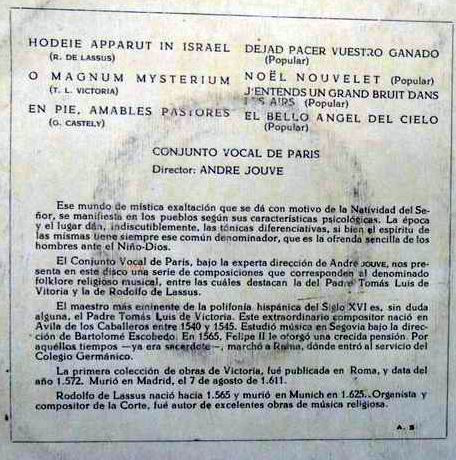 HODEIE APPARUT IN ISRAEL
(R. DE LASSUS)
O MAGNUM MYSTERIUM
(T. L. VICTORIA)
EN PIE, AMABLES PASTORES
(G. CASTELY)
DEJAD PACER VUESTRO GANADO
(Popular)
NOËL NOUVELET (Popular)
J'ENTENDS UN GRAND BRUIT DANS
LES AIRS (Popular)
EL BELLO ANGEL DEL CIELO
(Popular)
CONJUNTO VOCAL DE PARIS
Director: ANDRE JOUVE
Ese mundo de mística exaltación que se dá con motivo de la Natividad del Se-
ñor, se manifiesta en los pueblos según sus características psicológicas. La época
y el lugar dán, indiscutiblemente, las tónicas diferenciativas, si bien el espíritu de
las mismas tiene siempre ese común denominador, que es la ofrenda sencilla de los
hombres ante el Niño-Dios.
El Conjunto Vocal de París, bajo la experta dirección de André JOUVE, nos pre-
senta en este disco una serie de composiciones que corresponden al denominado
folklore religioso musical, entre las cuáles destacan la del Padre Tomás Luis de
Vitoria y la de Rodolfo de Lassus.
El maestro más eminente de la polifonía hispánica del Siglo XVI es, sin duda
alguna, el Padre Tomás Luis de Victoria. Este extraordinario compositor nació en
Avila de los Caballeros entre 1540 y 1545. Estudió música en Segovia bajo la direc-
ción de Bartolomé Escobedo. En 1565, Felipe II le otorgó una crecida pensión. Por
aquéllos tiempos —ya era sacerdote—, marchó a Roma, dónde entró al servicio del
Colegio Germánico.
La primera colección de obras de Victoria, fué publicada en Roma, y data del
año 1.572. Murió en Madrid, el 7 de agosto de 1.611.
Rodolfo de Lassus nació hacia 1.565 y murió en Munich en 1.625. Organista y
compositor de la Corte, fué autor de excelentes obras de música religiosa.
A. S